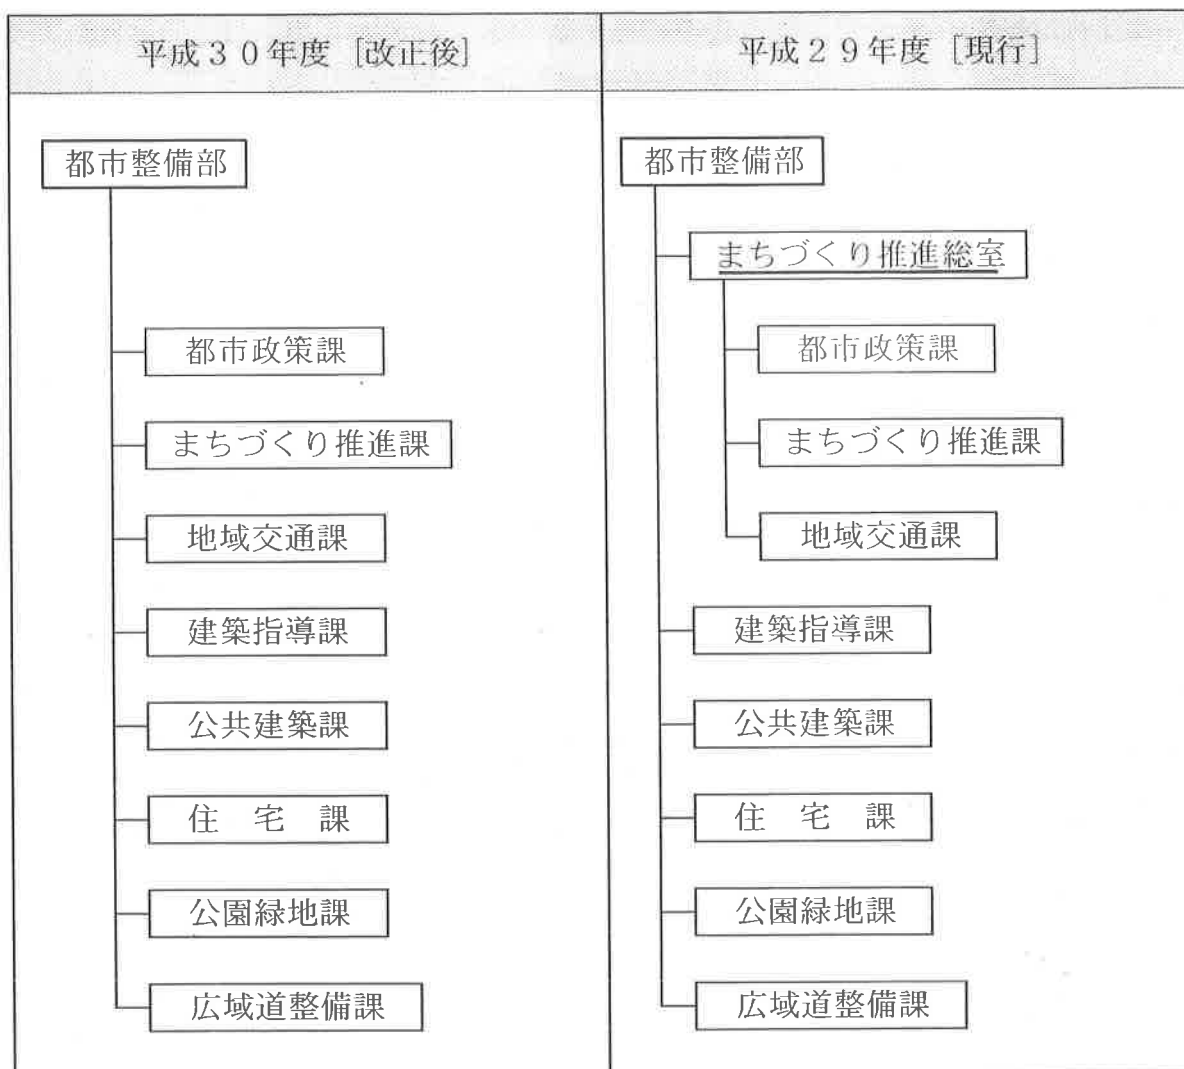 平成３０年度［改正後］
都市整備部
都市政策課
まちづくり推進課
地域交通課
建築指導課
公共建築課
住　宅　課
公園緑地課
広域道整備課
平成２９年度［現行］
都市整備部
まちづくり推進総室
都市政策課
まちづくり推進課
地域交通課
建築指導課
公共建築課
住　宅　課
公園緑地課
広域道整備課